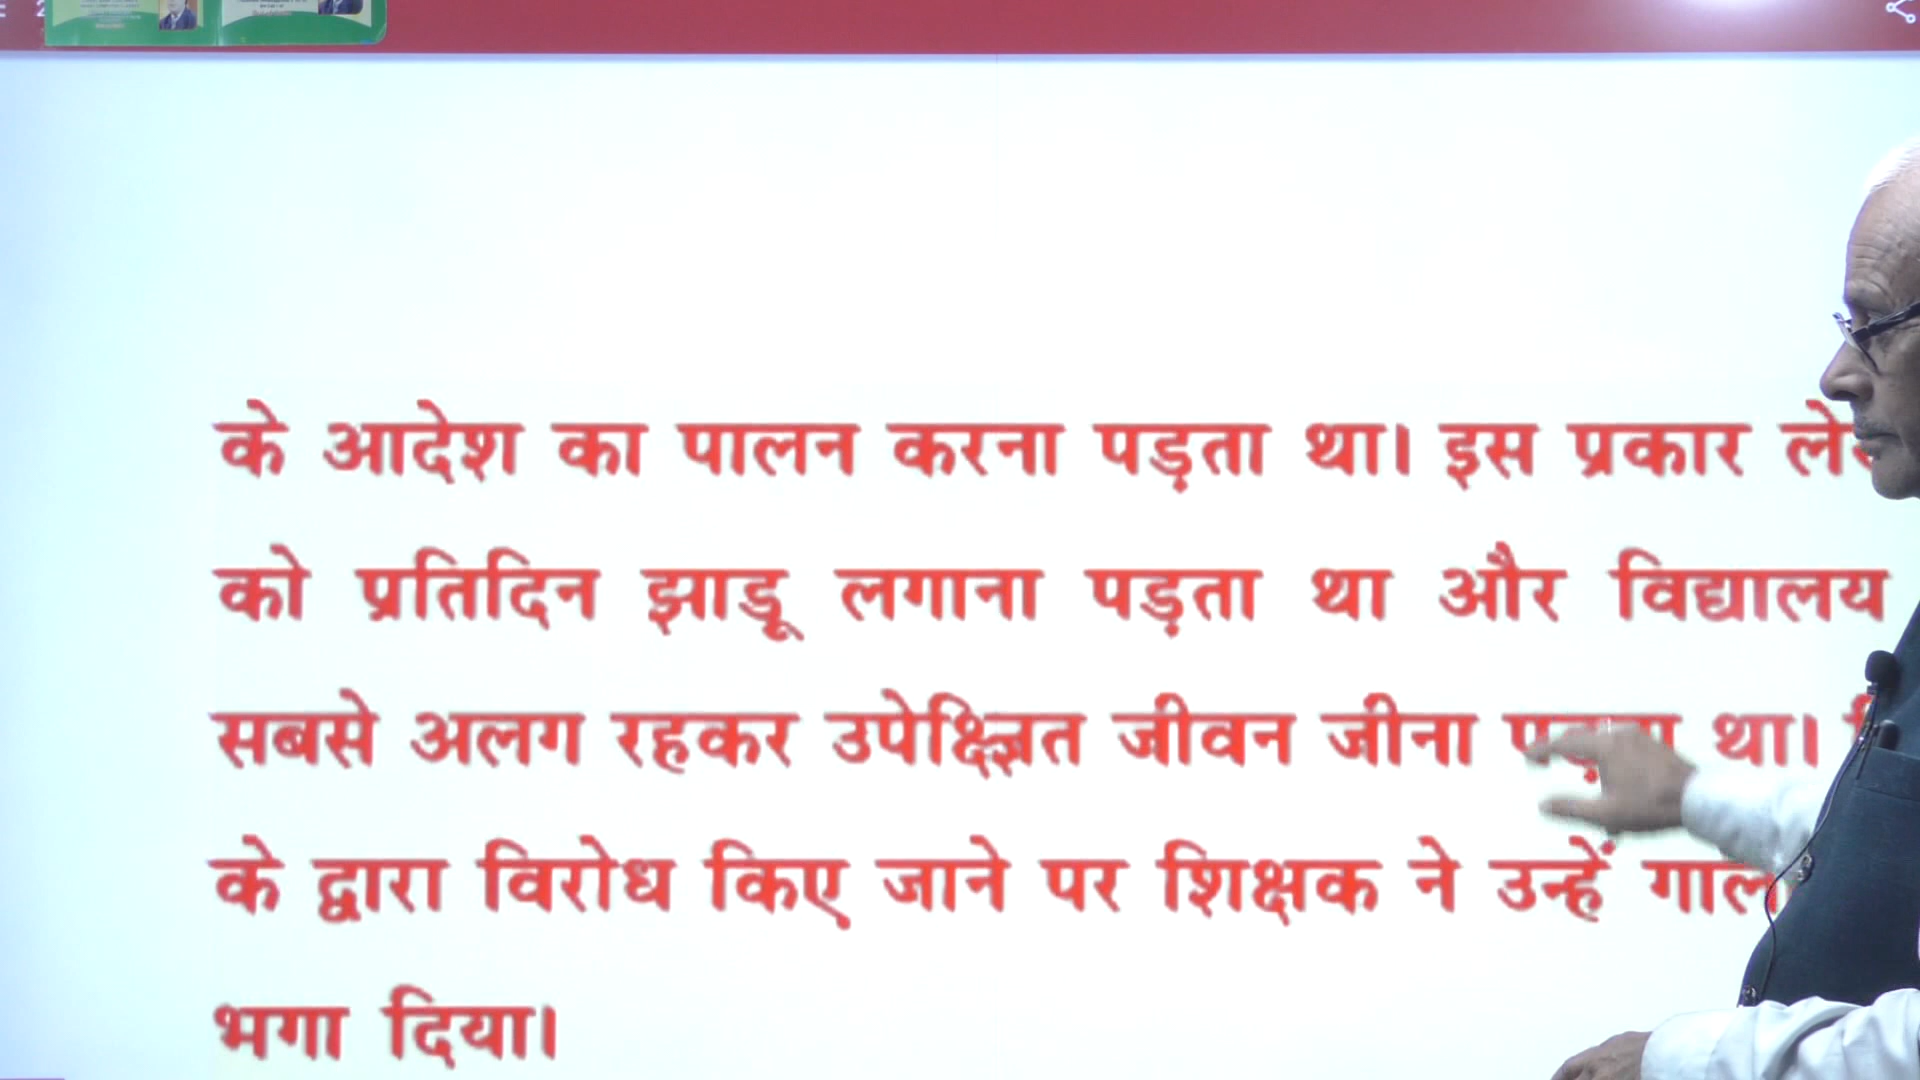 के आदेश का पालन करना पड़ता था। इस प्रकार
को प्रतिदिन झाडू लगाना पड़ता था और विद्यालय
सबसे अलग रहकर उपेक्षित जीवन जीना पड़ता था।
के द्वारा विरोध किए जाने पर शिक्षक ने उन्हें
भगा दिया।